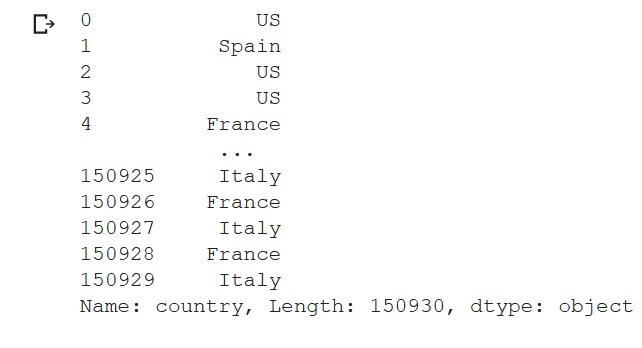 0 US
1 Spain
2 US
3 US
4 France
...
150925 Italy
150926 France
150927 Italy
150928 France
150929 Italy
Name: country, Length: 150930, dtype: object